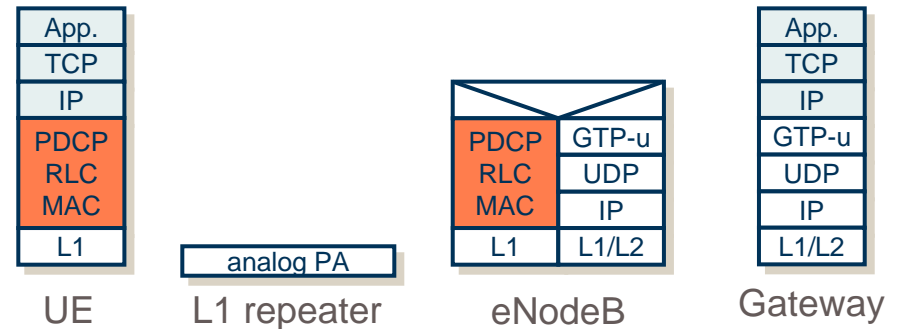 App.
TCP
IP
PDCP
RLC
MAC
L1
UE
analog PA
L1 repeater
PDCP
RLC
MAC
L1
GTP-u
UDP
IP
L1/L2
eNodeB
App.
TCP
IP
GTP-u
UDP
IP
L1/L2
Gateway